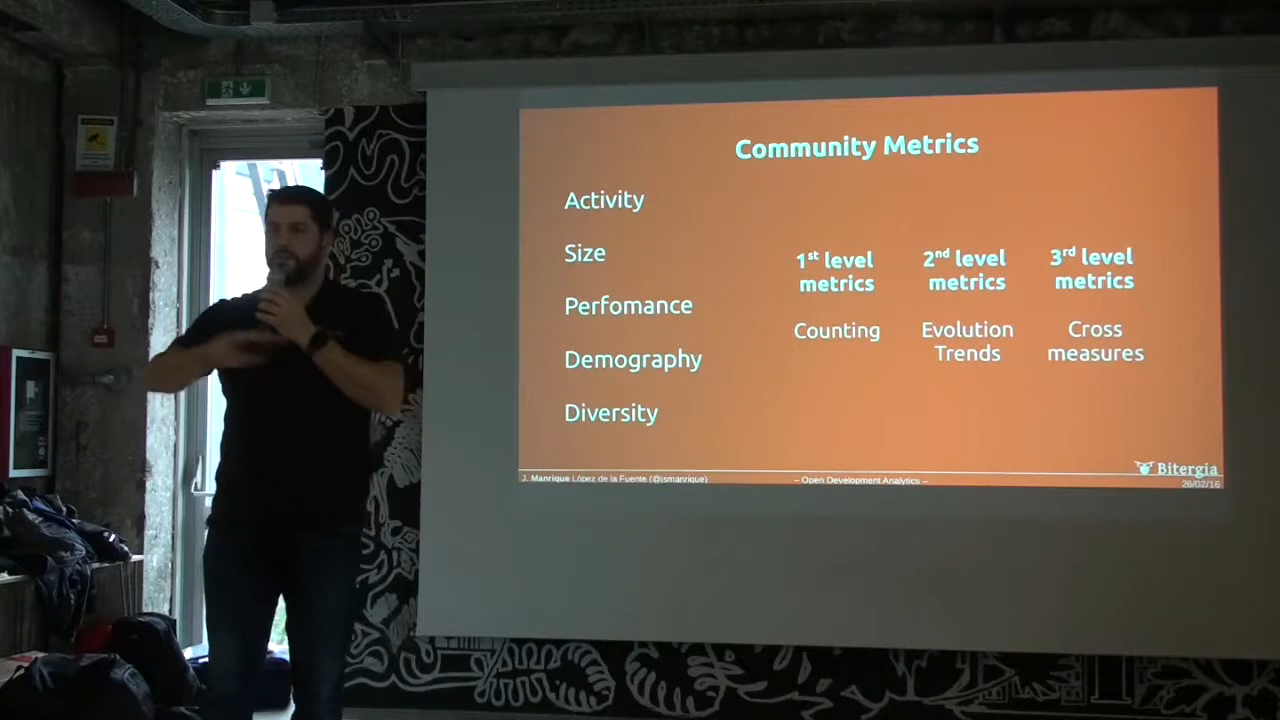 Community Metrics
Activity
Size
Perfomance
Demography
Diversity
1st level
metrics
Counting
2nd level
metrics
Evolution
Trends
3rd level
metrics
Cross
measures
Bitergia
J. Manrique López de la Fuente (@jsmanrique)
– Open Development Analytics –
26/02/16